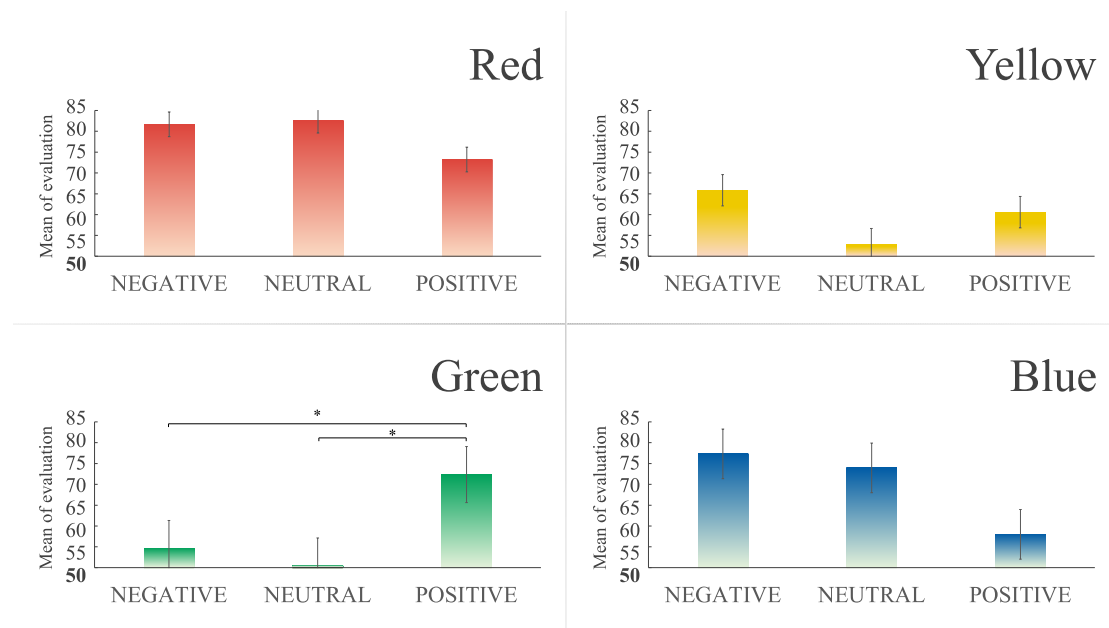 Red
Mean of evaluation
85
80
75
70
65
60
55
50
NEGATIVE NEUTRAL POSITIVE
Yellow
Mean of evaluation
85
80
75
70
65
60
55
50
NEGATIVE NEUTRAL POSITIVE
Green
Mean of evaluation
85
80
75
70
65
60
55
50
*
*
NEGATIVE NEUTRAL POSITIVE
Blue
Mean of evaluation
85
80
75
70
65
60
55
50
NEGATIVE NEUTRAL POSITIVE